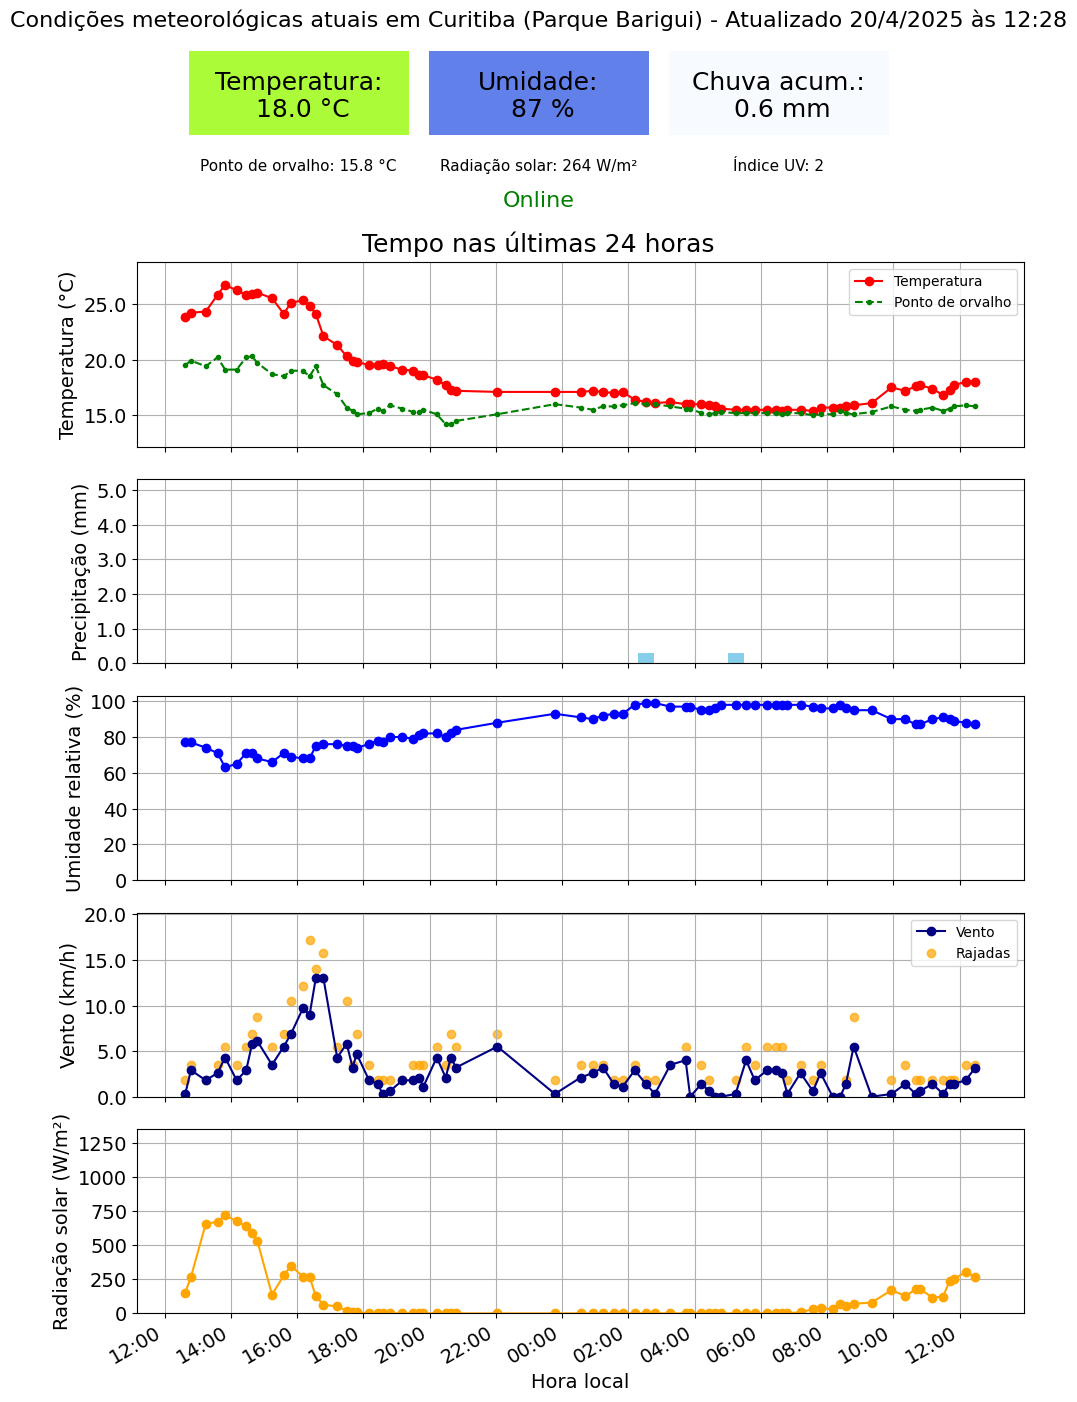 Condições meteorológicas atuais em Curitiba (Parque Barigui) - Atualizado 20/4/2025 às 12:28
Temperatura:
18.0 °C
Umidade:
87 %
Chuva acum.:
0.6 mm
Ponto de orvalho: 15.8 °C
Radiação solar: 264 W/m²
Índice UV: 2
Online
Tempo nas últimas 24 horas
Temperatura (°C)
25.0
20.0
15.0
Temperatura
Ponto de orvalho
Precipitação (mm)
5.0
4.0
3.0
2.0
1.0
0.0
Umidade relativa (%)
100
80
60
40
20
0
Vento (km/h)
20.0
15.0
10.0
5.0
0.0
Vento
Rajadas
Radiação solar (W/m²)
1250
1000
750
500
250
0
12:00
14:00
16:00
18:00
20:00
22:00
00:00
02:00
04:00
06:00
08:00
10:00
12:00
Hora local